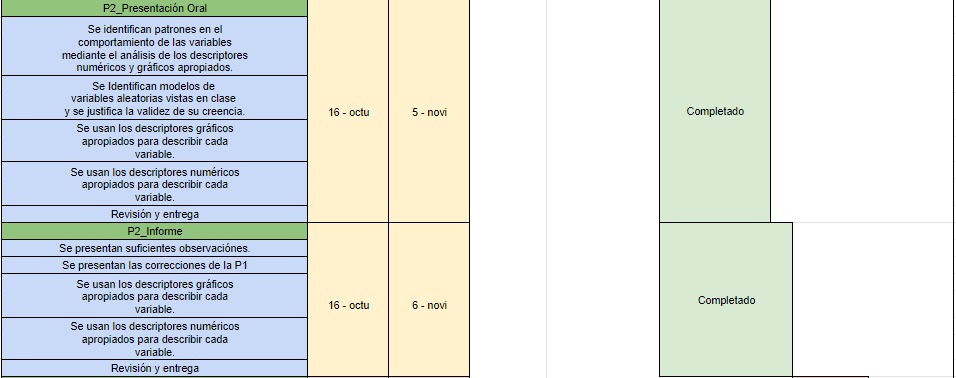 P2_Presentación Oral
Se identifican patrones en el
comportamiento de las variables
mediante el análisis de los descriptores
numéricos y gráficos apropiados.
Se Identifican modelos de
variables aleatorias vistas en clase
y se justifica la validez de su creencia.
16 - octu
5 - novi
Completado
Se usan los descriptores gráficos
apropiados para describir cada
variable.
Se usan los descriptores numéricos
apropiados para describir cada
variable.
Revisión y entrega
P2_Informe
Se presentan suficientes observaciónes.
Se presentan las correcciones de la P1
Se usan los descriptores gráficos
apropiados para describir cada
variable.
16 - octu
6 - novi
Completado
Se usan los descriptores numéricos
apropiados para describir cada
variable.
Revisión y entrega